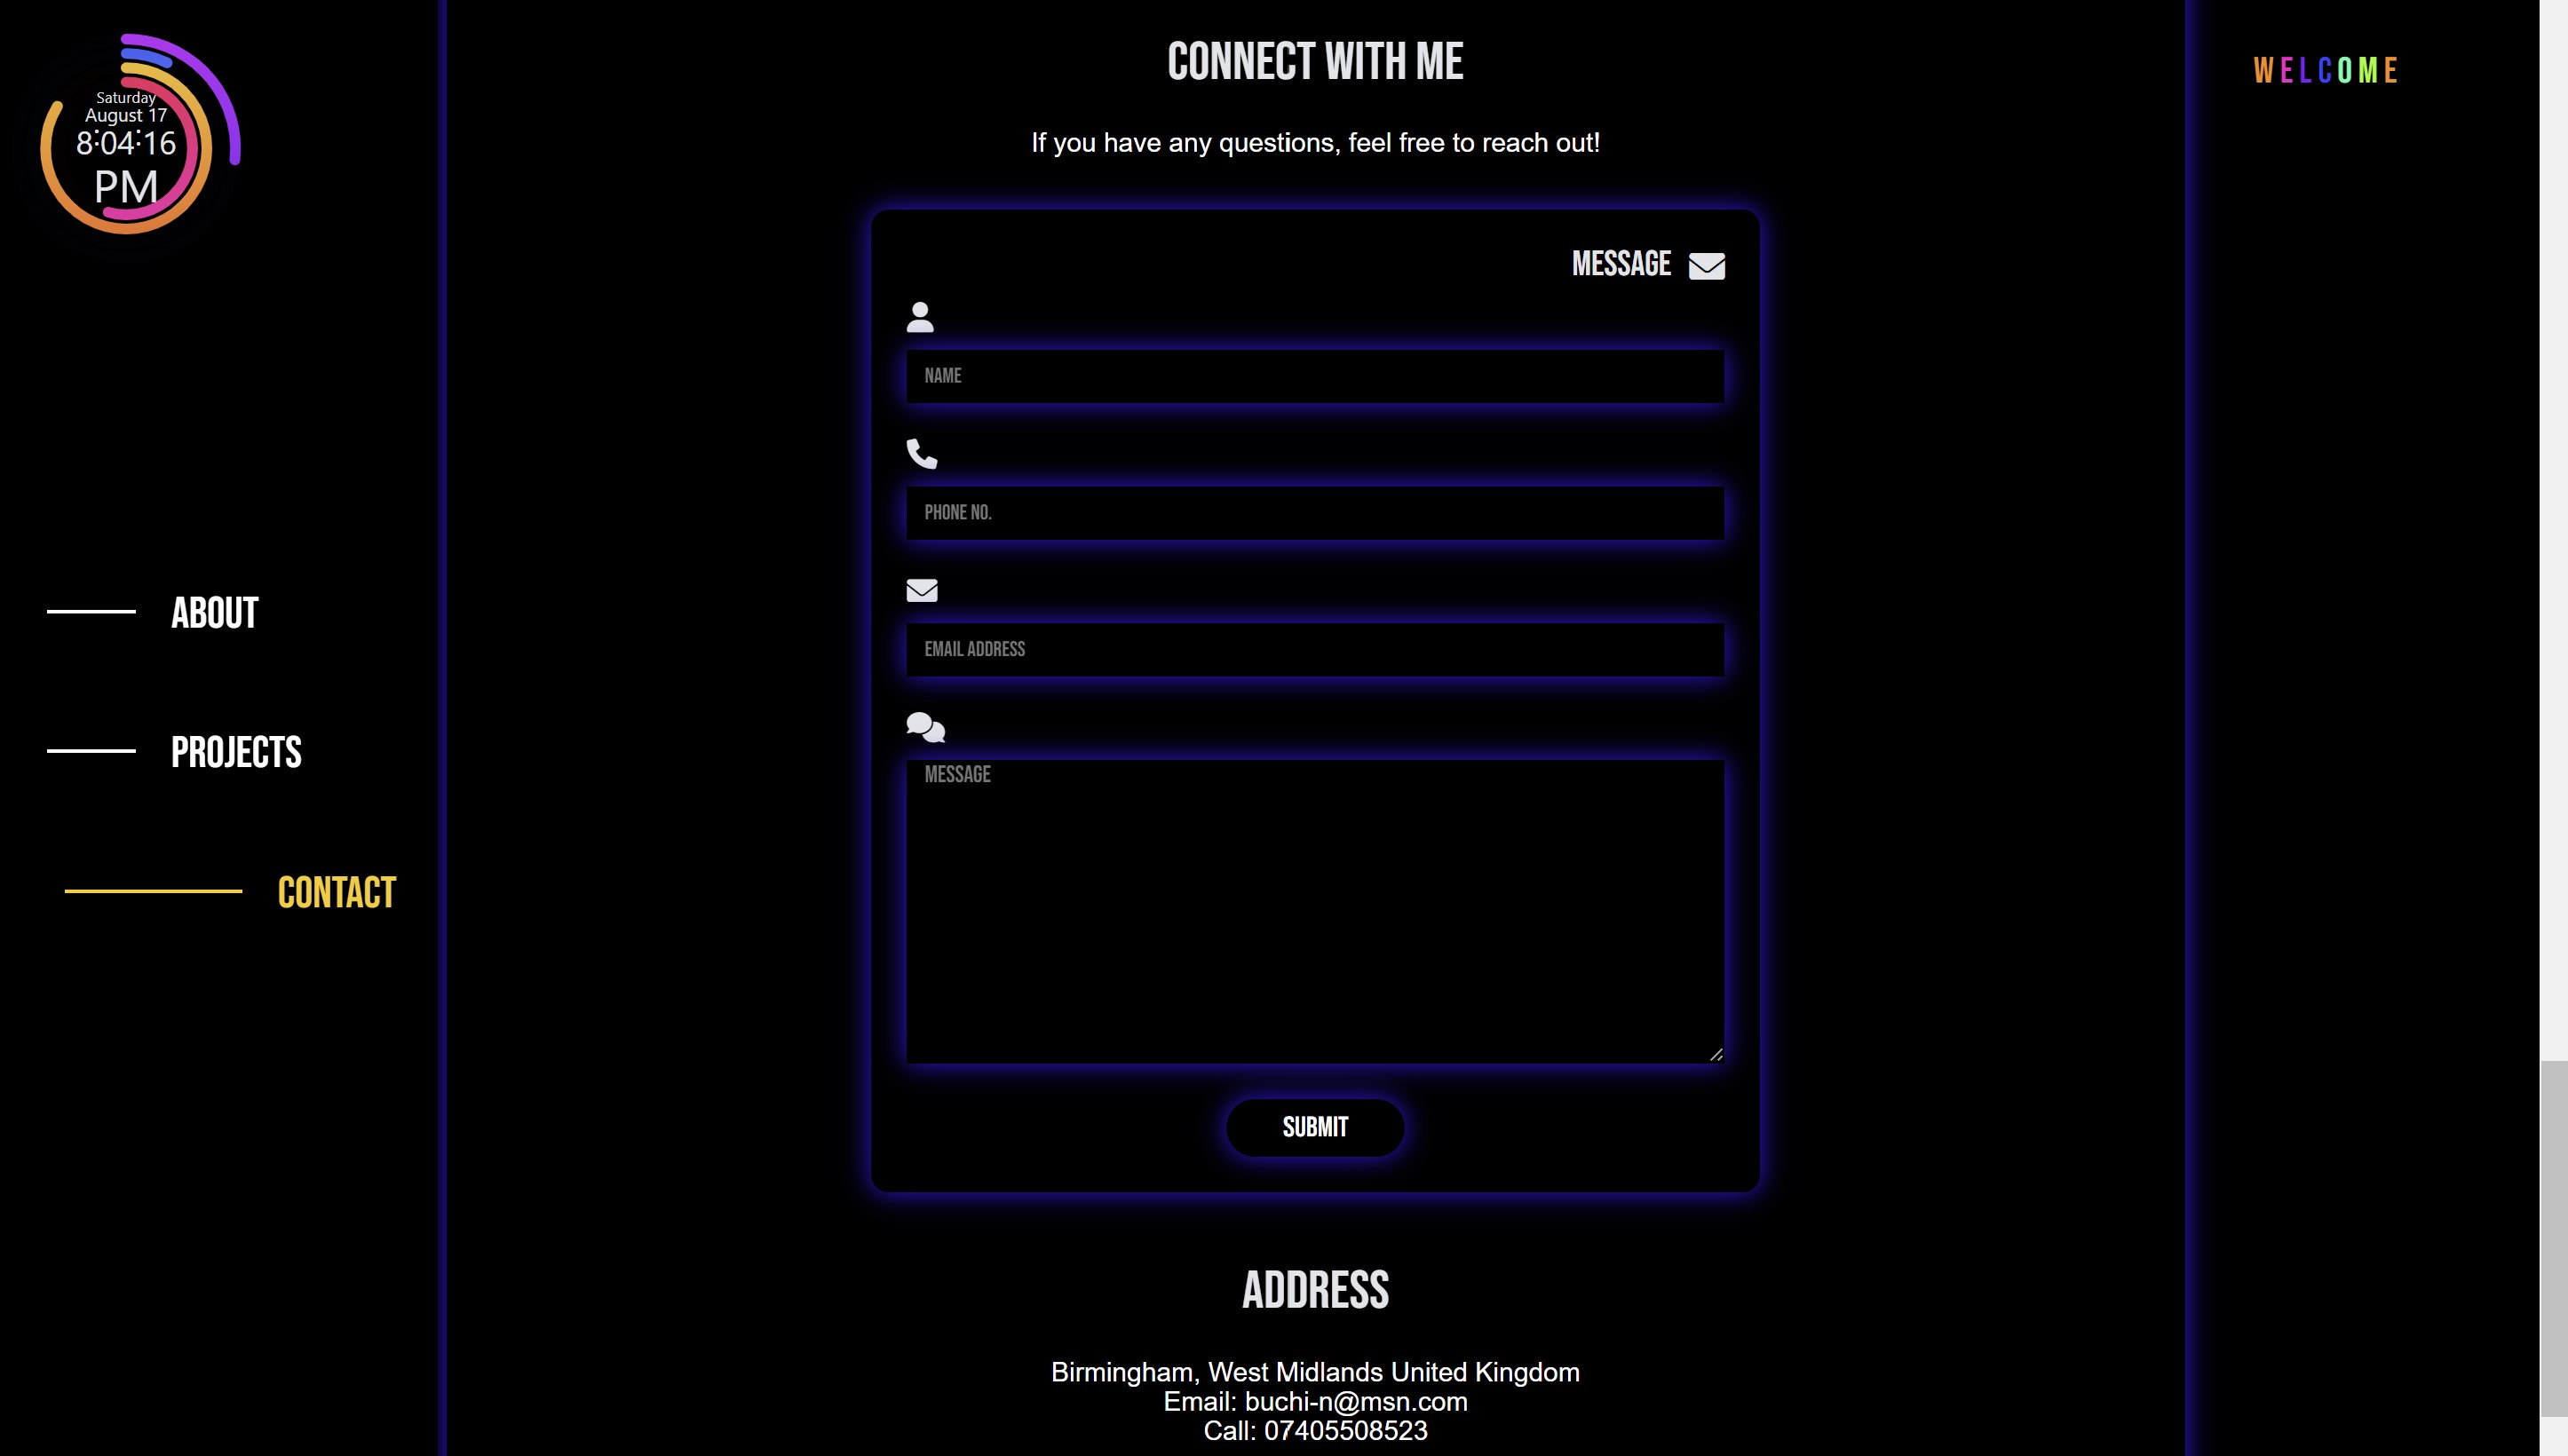 Saturday
August 17
8:04:16
PM
ABOUT
PROJECTS
CONTACT
CONNECT WITH ME
If you have any questions, feel free to reach out!
MESSAGE
NAME
PHONE NO.
EMAIL ADDRESS
MESSAGE
SUBMIT
ADDRESS
Birmingham, West Midlands United Kingdom
Email: buchi-n@msn.com
Call: 07405508523
WELCOME